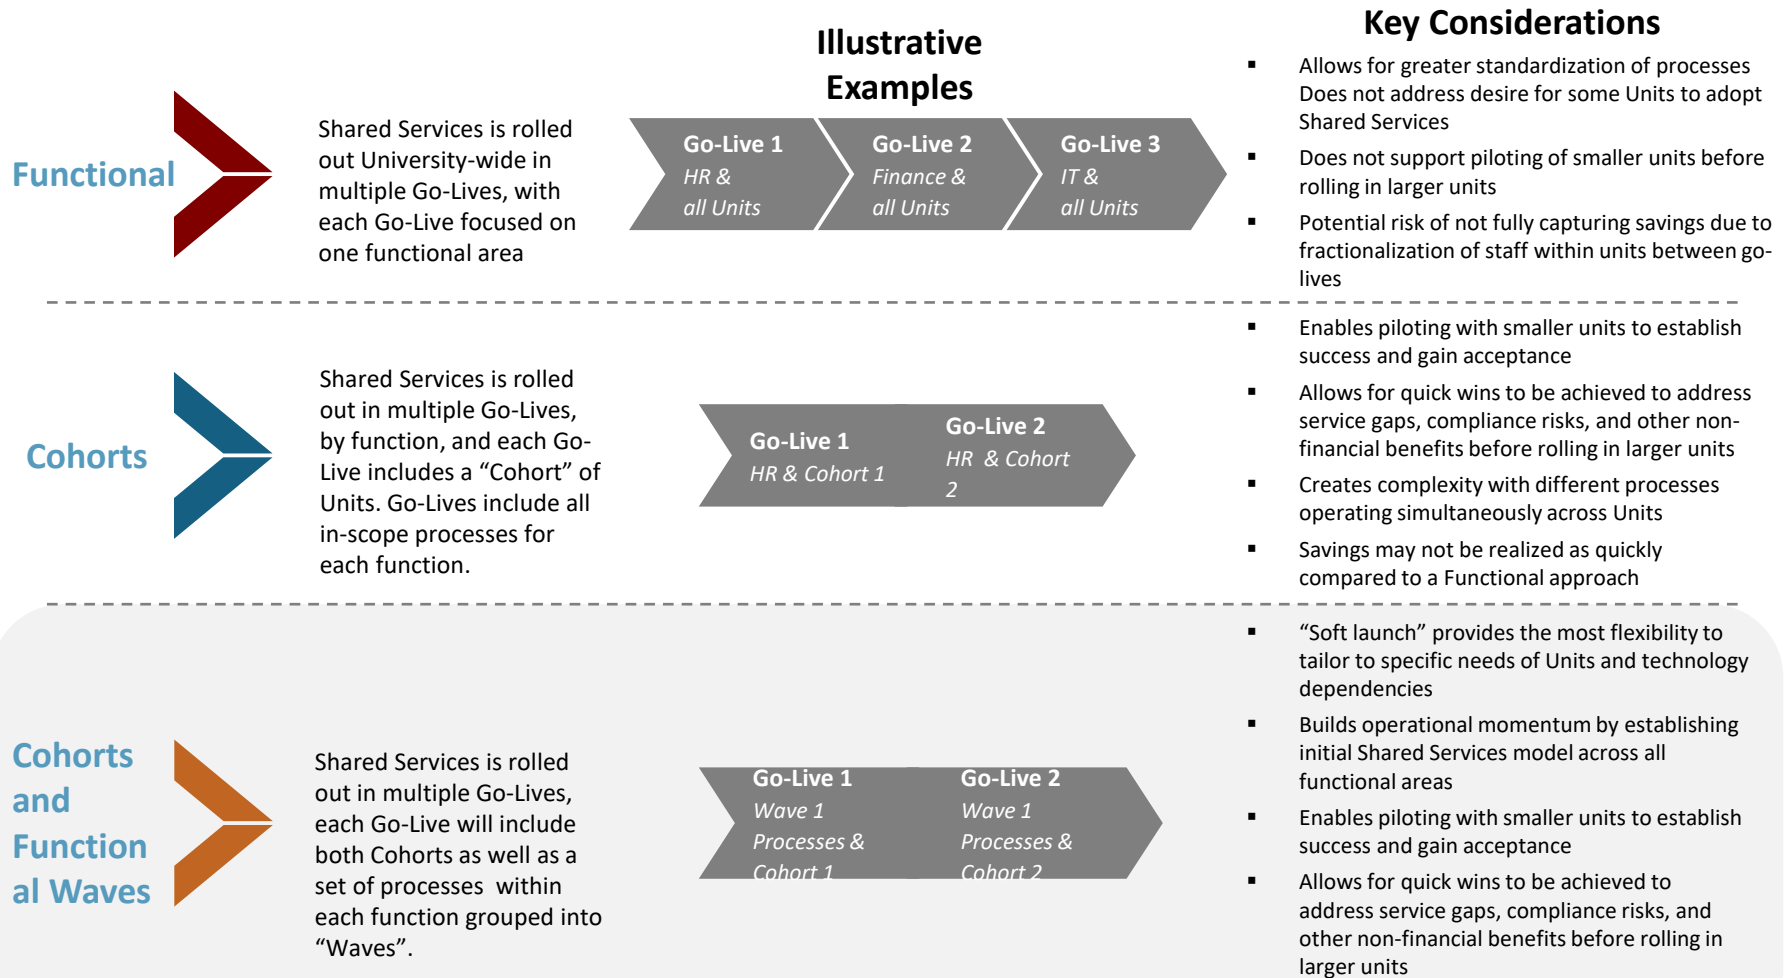 Illustrative
Examples
Key Considerations
Functional
Shared Services is rolled
out University-wide in
multiple Go-Lives, with
each Go-Live focused on
one functional area
Go-Live 1
HR &
all Units
Go-Live 2
Finance &
all Units
Go-Live 3
IT &
all Units
▪ Allows for greater standardization of processes
Does not address desire for some Units to adopt
Shared Services
▪ Does not support piloting of smaller units before
rolling in larger units
▪ Potential risk of not fully capturing savings due to
fractionalization of staff within units between go-
lives
Cohorts
Shared Services is rolled
out in multiple Go-Lives,
by function, and each Go-
Live includes a “Cohort” of
Units. Go-Lives include all
in-scope processes for
each function.
Go-Live 1
HR & Cohort 1
Go-Live 2
HR & Cohort
2
▪ Enables piloting with smaller units to establish
success and gain acceptance
▪ Allows for quick wins to be achieved to address
service gaps, compliance risks, and other non-
financial benefits before rolling in larger units
▪ Creates complexity with different processes
operating simultaneously across Units
▪ Savings may not be realized as quickly
compared to a Functional approach
Cohorts
and
Function
al Waves
Shared Services is rolled
out in multiple Go-Lives,
each Go-Live will include
both Cohorts as well as a
set of processes within
each function grouped into
“Waves”.
Go-Live 1
Wave 1
Processes &
Cohort 1
Go-Live 2
Wave 1
Processes &
Cohort 2
▪ “Soft launch” provides the most flexibility to
tailor to specific needs of Units and technology
dependencies
▪ Builds operational momentum by establishing
initial Shared Services model across all
functional areas
▪ Enables piloting with smaller units to establish
success and gain acceptance
▪ Allows for quick wins to be achieved to
address service gaps, compliance risks, and
other non-financial benefits before rolling in
larger units